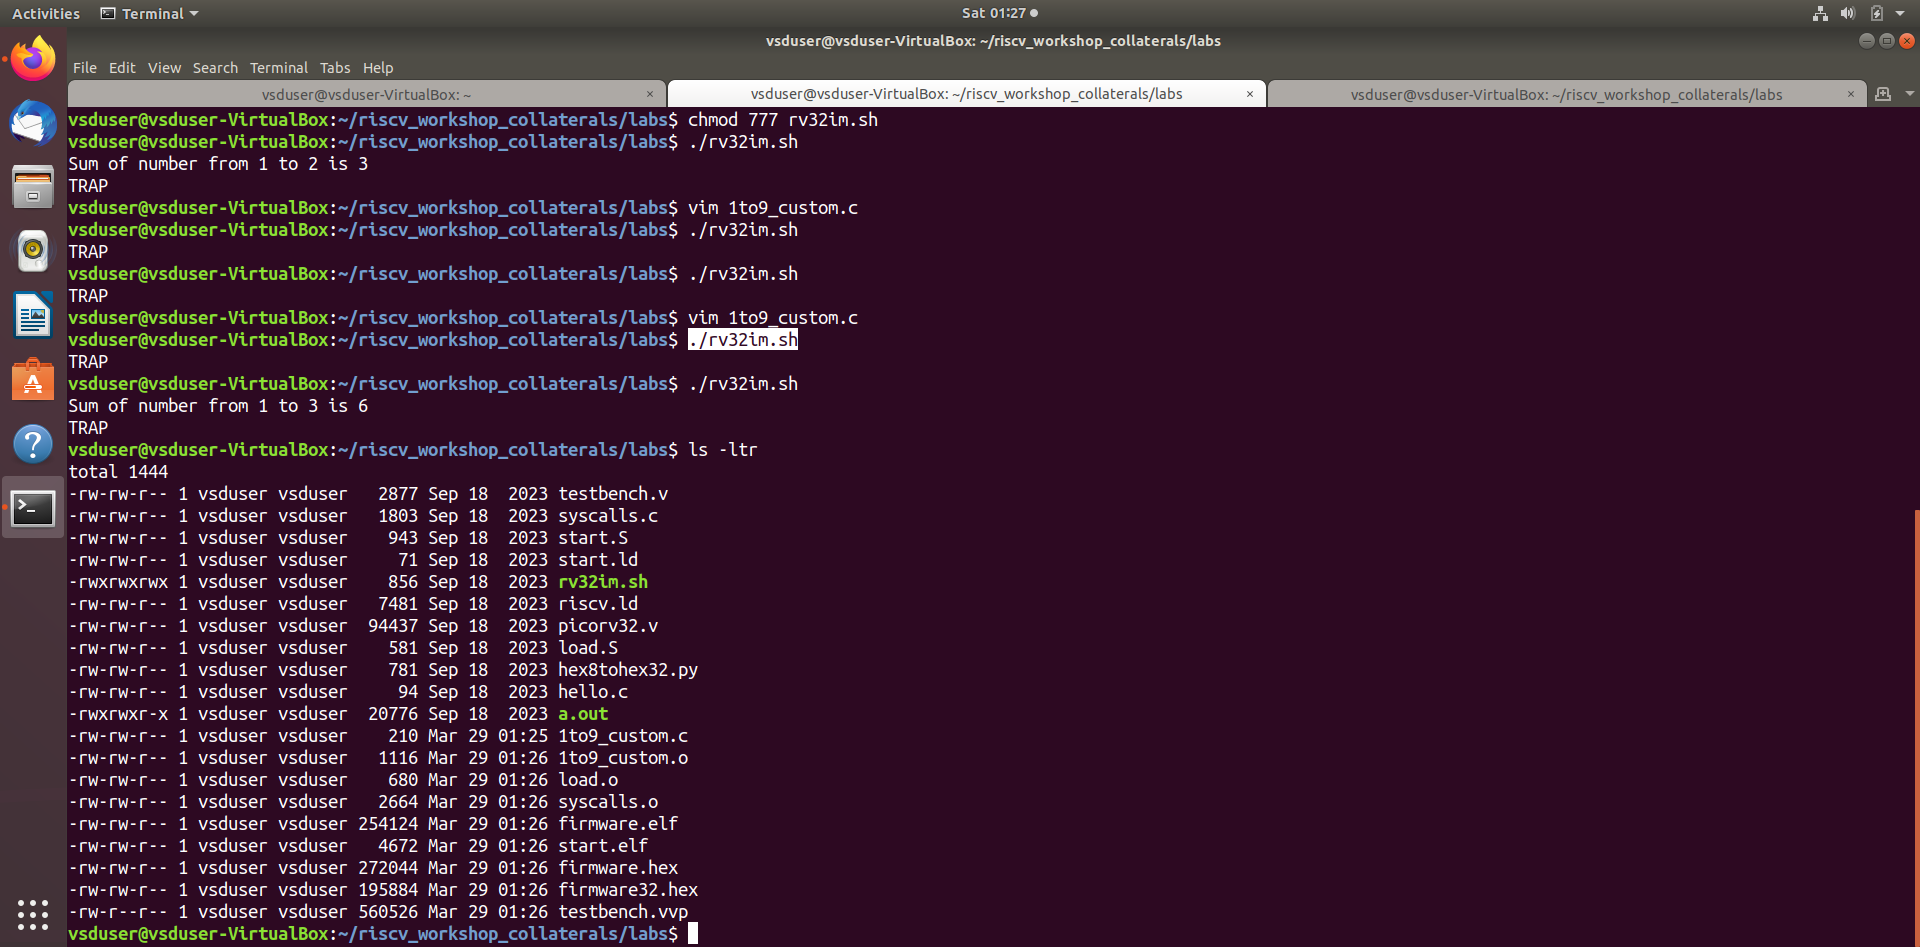 Activities Terminal Sat 01:27
vsduser@vsduser-VirtualBox: ~/riscv_workshop_collaterals/labs
File Edit View Search Terminal Tabs Help
vsduser@vsduser-VirtualBox: ~ × vsduser@vsduser-VirtualBox: ~/riscv_workshop_collaterals/labs × vsduser@vsduser-VirtualBox: ~/riscv_workshop_collaterals/labs ×
vsduser@vsduser-VirtualBox:~/riscv_workshop_collaterals/labs$ chmod 777 rv32im.sh
vsduser@vsduser-VirtualBox:~/riscv_workshop_collaterals/labs$ ./rv32im.sh
Sum of number from 1 to 2 is 3
TRAP
vsduser@vsduser-VirtualBox:~/riscv_workshop_collaterals/labs$ vim 1to9_custom.c
vsduser@vsduser-VirtualBox:~/riscv_workshop_collaterals/labs$ ./rv32im.sh
TRAP
vsduser@vsduser-VirtualBox:~/riscv_workshop_collaterals/labs$ ./rv32im.sh
TRAP
vsduser@vsduser-VirtualBox:~/riscv_workshop_collaterals/labs$ vim 1to9_custom.c
vsduser@vsduser-VirtualBox:~/riscv_workshop_collaterals/labs$ ./rv32im.sh
TRAP
vsduser@vsduser-VirtualBox:~/riscv_workshop_collaterals/labs$ ./rv32im.sh
Sum of number from 1 to 3 is 6
TRAP
vsduser@vsduser-VirtualBox:~/riscv_workshop_collaterals/labs$ ls -ltr
total 1444
-rw-rw-r-- 1 vsduser vsduser   2877 Sep 18  2023 testbench.v
-rw-rw-r-- 1 vsduser vsduser   1803 Sep 18  2023 syscalls.c
-rw-rw-r-- 1 vsduser vsduser    943 Sep 18  2023 start.S
-rw-rw-r-- 1 vsduser vsduser     71 Sep 18  2023 start.ld
-rwxrwxrwx 1 vsduser vsduser    856 Sep 18  2023 rv32im.sh
-rw-rw-r-- 1 vsduser vsduser   7481 Sep 18  2023 riscv.ld
-rw-rw-r-- 1 vsduser vsduser  94437 Sep 18  2023 picorv32.v
-rw-rw-r-- 1 vsduser vsduser    581 Sep 18  2023 load.S
-rw-rw-r-- 1 vsduser vsduser    781 Sep 18  2023 hex8tohex32.py
-rw-rw-r-- 1 vsduser vsduser     94 Sep 18  2023 hello.c
-rwxrwxr-x 1 vsduser vsduser  20776 Sep 18  2023 a.out
-rw-rw-r-- 1 vsduser vsduser    210 Mar 29 01:25 1to9_custom.c
-rw-rw-r-- 1 vsduser vsduser   1116 Mar 29 01:26 1to9_custom.o
-rw-rw-r-- 1 vsduser vsduser    680 Mar 29 01:26 load.o
-rw-rw-r-- 1 vsduser vsduser   2664 Mar 29 01:26 syscalls.o
-rw-rw-r-- 1 vsduser vsduser 254124 Mar 29 01:26 firmware.elf
-rw-rw-r-- 1 vsduser vsduser   4672 Mar 29 01:26 start.elf
-rw-rw-r-- 1 vsduser vsduser 272044 Mar 29 01:26 firmware.hex
-rw-rw-r-- 1 vsduser vsduser 195884 Mar 29 01:26 firmware32.hex
-rw-r--r-- 1 vsduser vsduser 560526 Mar 29 01:26 testbench.vvp
vsduser@vsduser-VirtualBox:~/riscv_workshop_collaterals/labs$